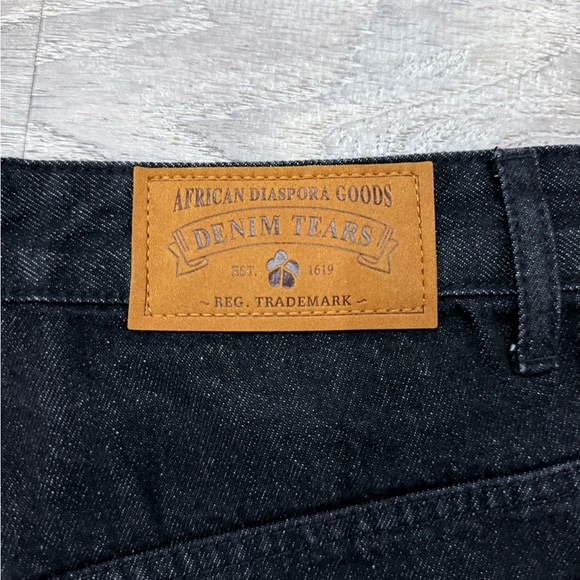 AFRICAN DIASPORA GOODS
DENIM TEARS
EST. 1619
~ REG. TRADEMARK ~